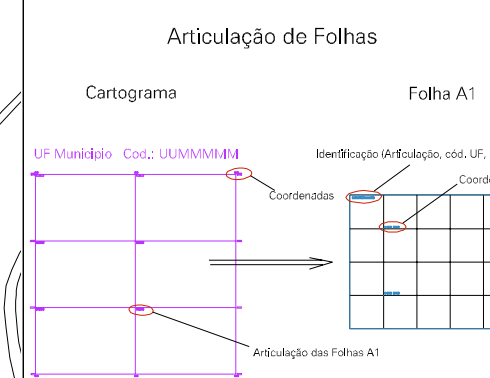 Articulação de Folhas
Cartograma
Folha A1
UF Municipio Cod.: UUMMMMM
Identificação (Articulação, cód. UF,
Coordenadas
Articulação das Folhas A1